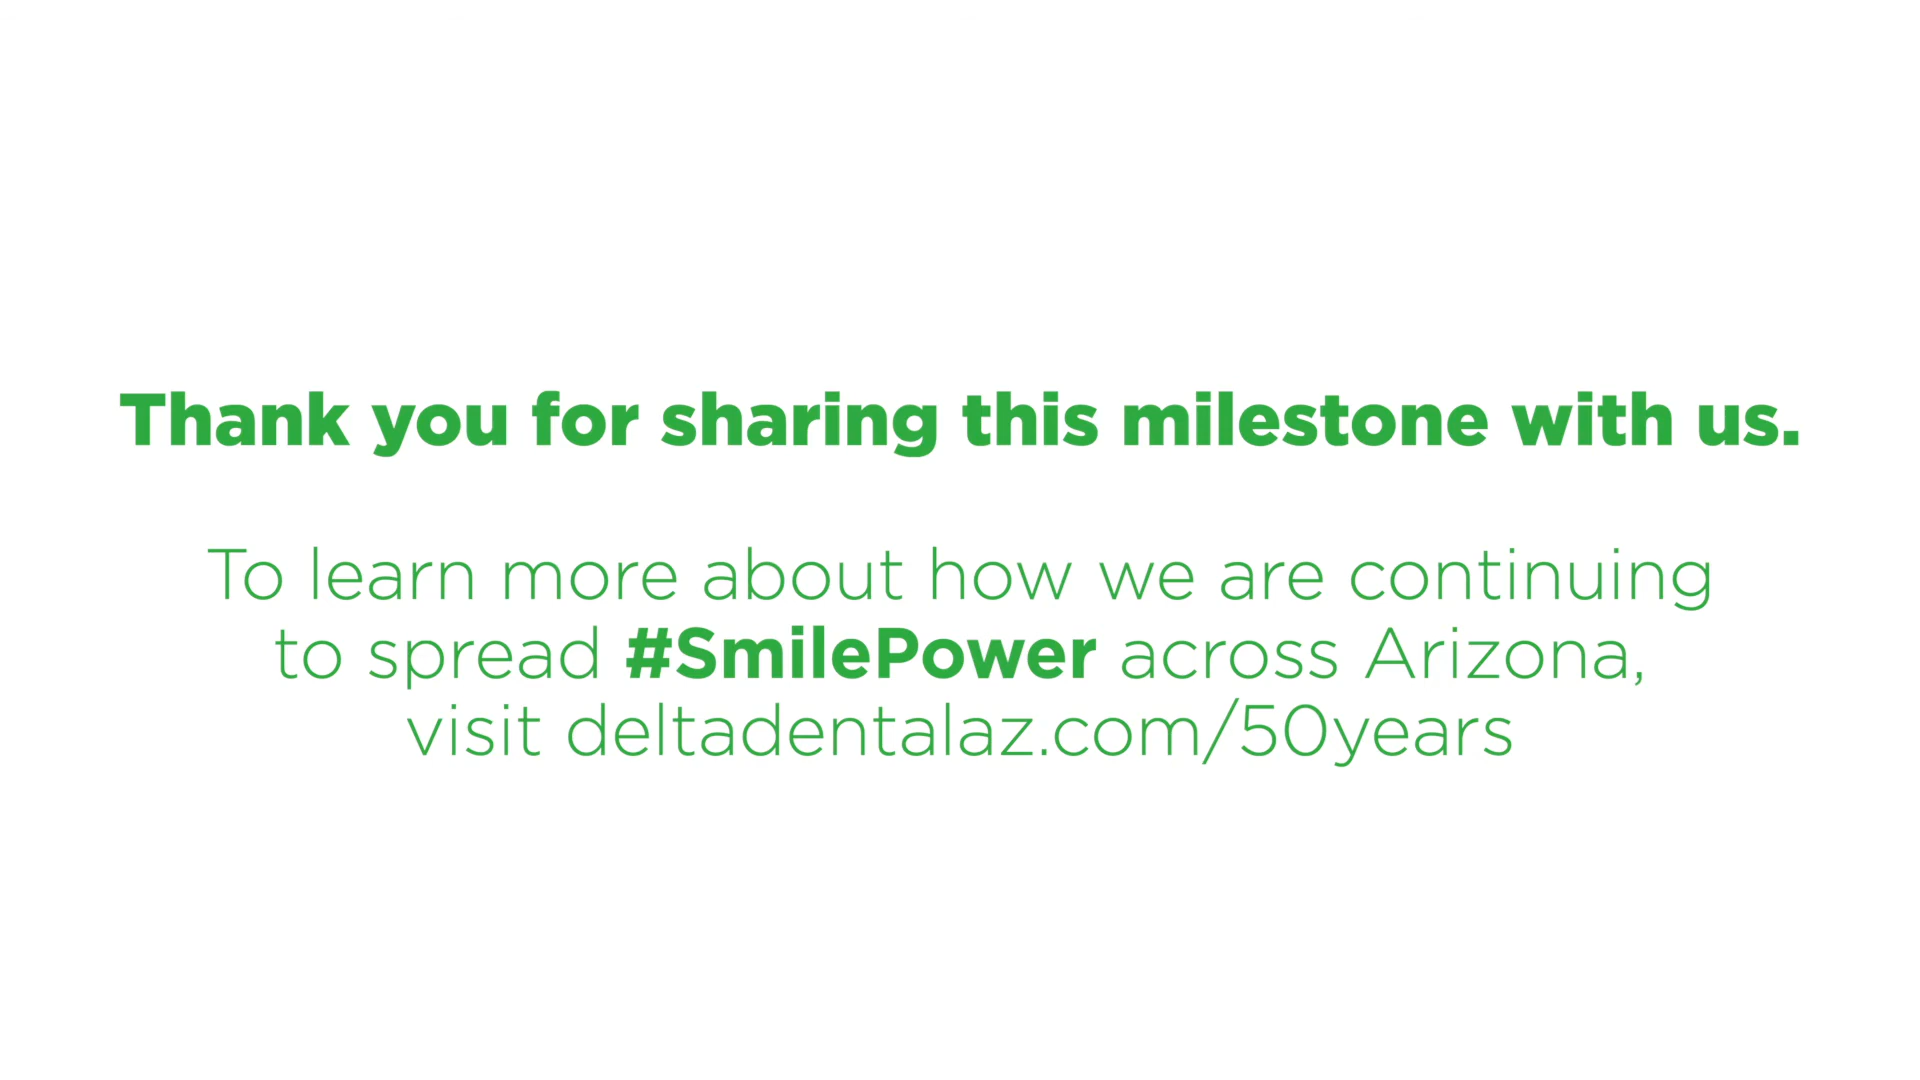 Thank you for sharing this milestone with us.
To learn more about how we are continuing
to spread #SmilePower across Arizona,
visit deltadentalaz.com/50years